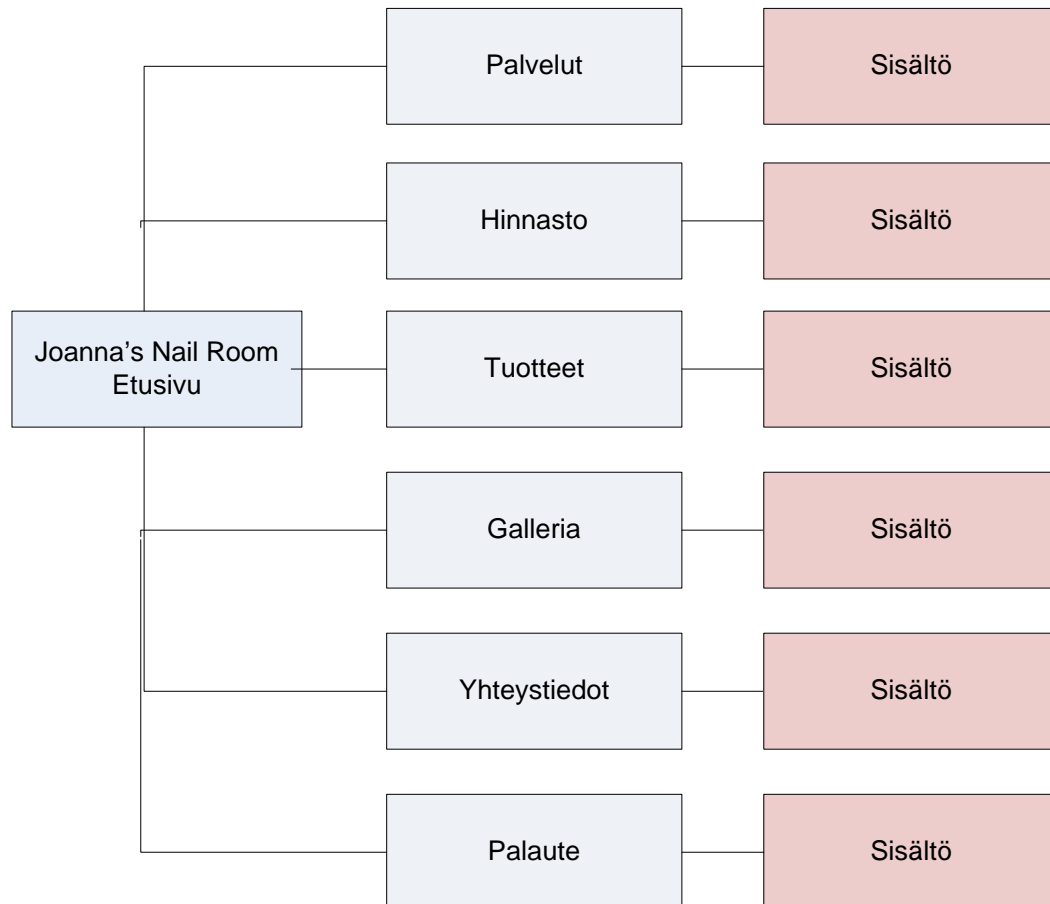 Palvelut
Sisältö
Hinnasto
Sisältö
Joanna’s Nail Room
Etusivu
Tuotteet
Sisältö
Galleria
Sisältö
Yhteystiedot
Sisältö
Palaute
Sisältö